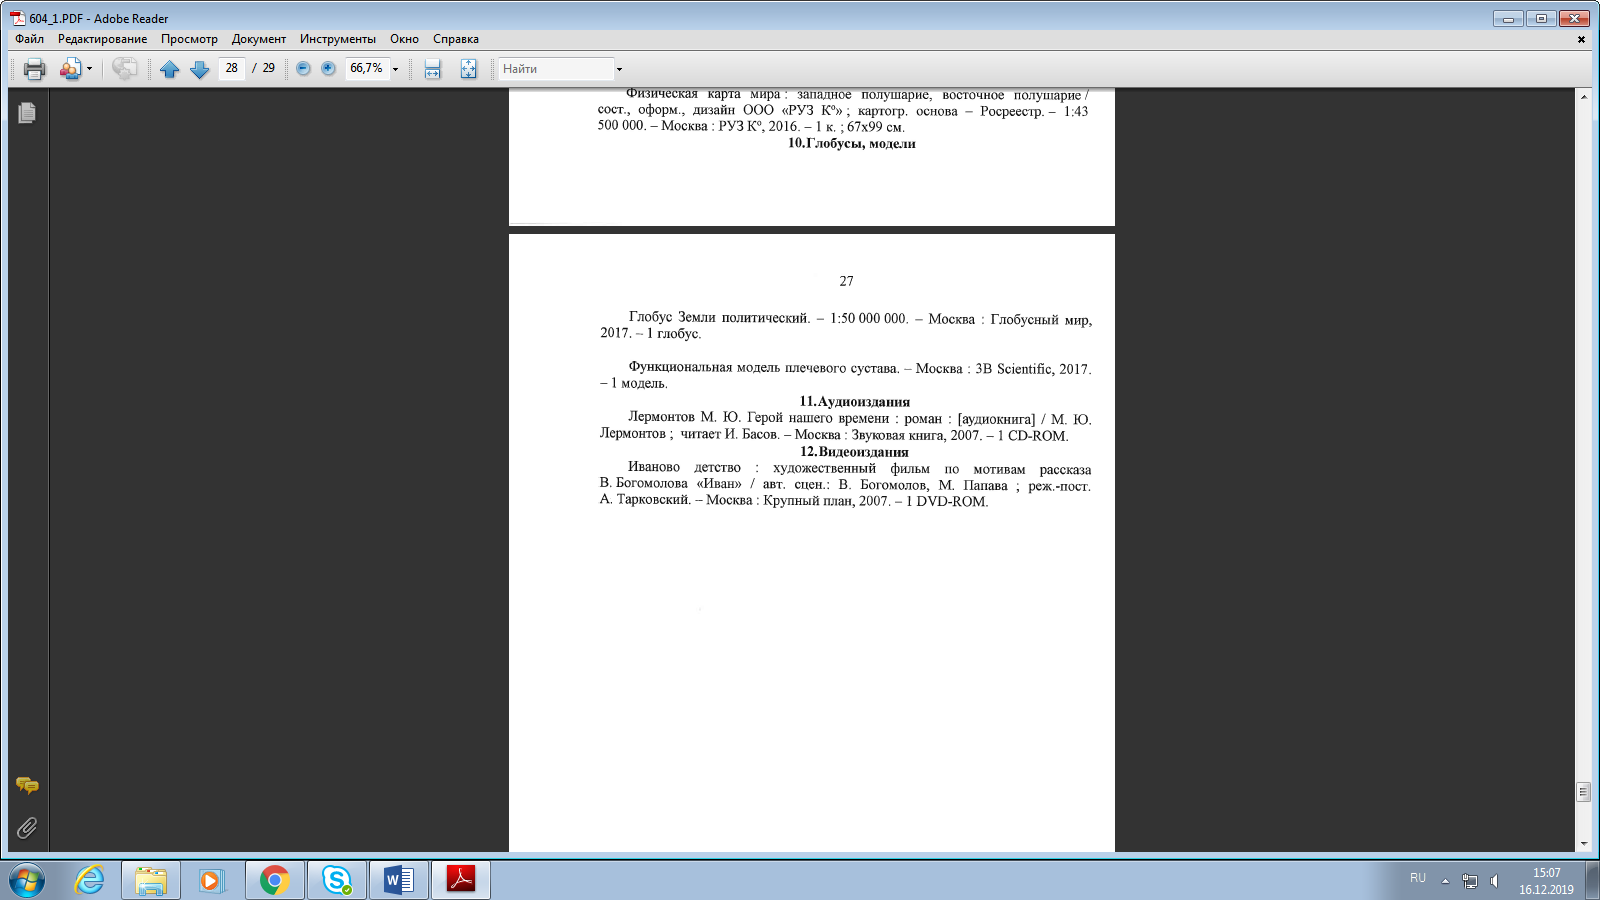 604_1.PDF - Adobe Reader
Файл Редактирование Просмотр Документ Инструменты Окно Справка
28 / 29 66,7% Найти
Физическая карта мира : западное полушарие, восточное полушарие /
сост., оформ., дизайн ООО «РУЗ Кº» ; картогр. основа – Росреестр. – 1:43
500 000. – Москва : РУЗ Кº, 2016. – 1 к. ; 67х99 см.
10.Глобусы, модели
27
Глобус Земли политический. – 1:50 000 000. – Москва : Глобусный мир,
2017. – 1 глобус.
Функциональная модель плечевого сустава. – Москва : 3B Scientific, 2017.
– 1 модель.
11.Аудиоиздания
Лермонтов М. Ю. Герой нашего времени : роман : [аудиокнига] / М. Ю.
Лермонтов ; читает И. Басов. – Москва : Звуковая книга, 2007. – 1 CD-ROM.
12.Видеоиздания
Иваново детство : художественный фильм по мотивам рассказа
В. Богомолова «Иван» / авт. сцен.: В. Богомолов, М. Папава ; реж.-пост.
А. Тарковский. – Москва : Крупный план, 2007. – 1 DVD-ROM.
RU
15:07
16.12.2019